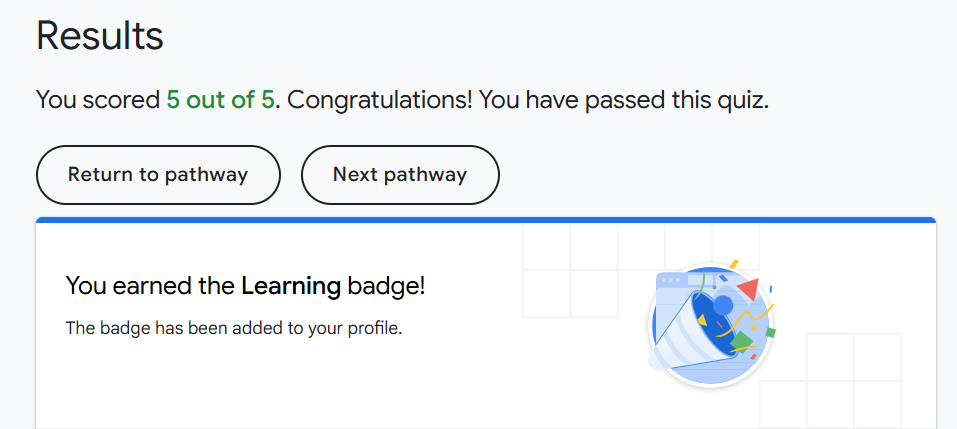 Results
You scored 5 out of 5. Congratulations! You have passed this quiz.
Return to pathway
Next pathway
You earned the Learning badge!
The badge has been added to your profile.